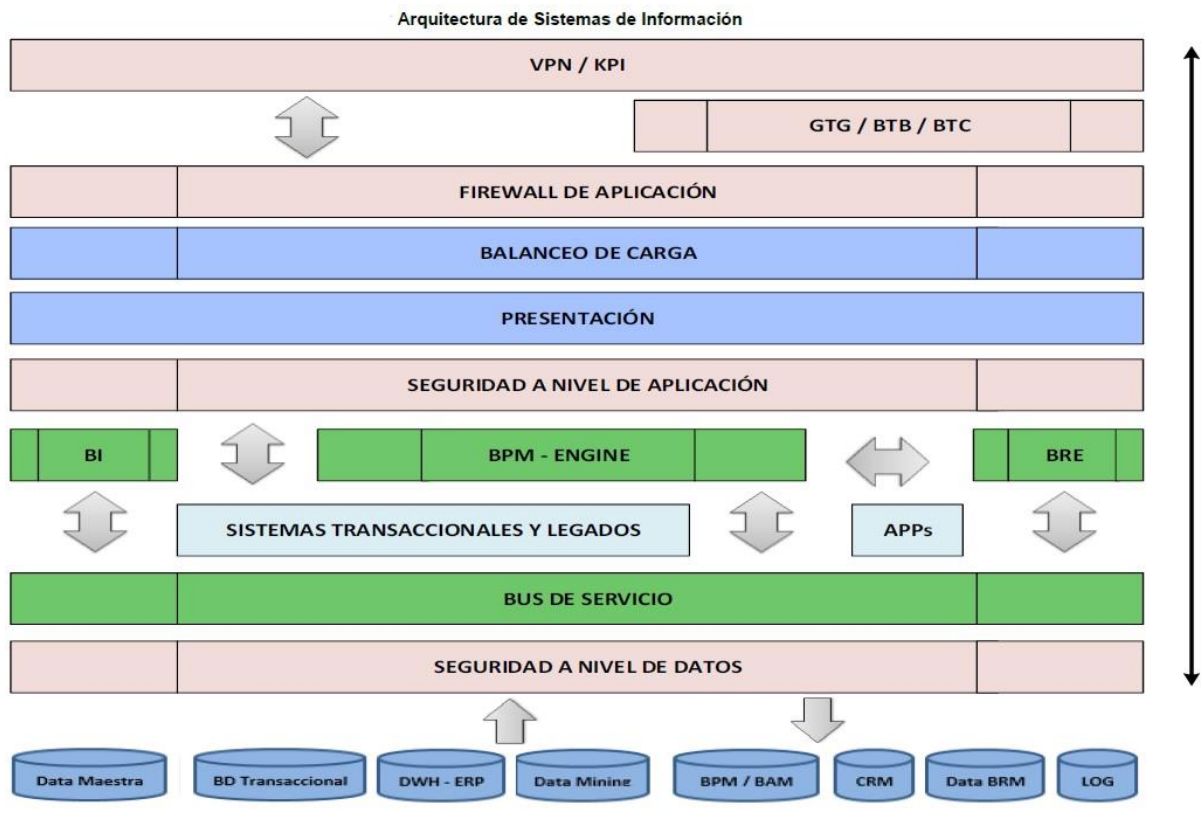 Arquitectura de Sistemas de Información
VPN / KPI
GTG / BTB / BTC
FIREWALL DE APLICACIÓN
BALANCEO DE CARGA
PRESENTACIÓN
SEGURIDAD A NIVEL DE APLICACIÓN
BI
BPM - ENGINE
BRE
SISTEMAS TRANSACCIONALES Y LEGADOS
APPs
BUS DE SERVICIO
SEGURIDAD A NIVEL DE DATOS
Data Maestra
BD Transaccional
DWH - ERP
Data Mining
BPM / BAM
CRM
Data BRM
LOG